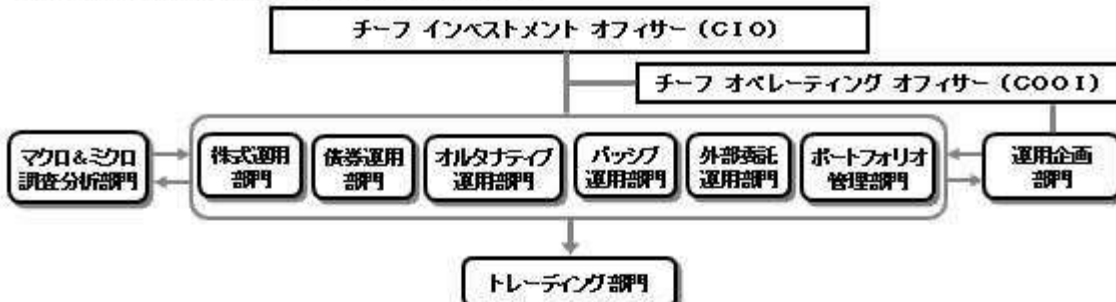 チーフ インベストメント オフィサー (CIO)
チーフ オペレーティング オフィサー (COOI)
マクロ&ミクロ
調査分析部門
株式運用
部門
債券運用
部門
オルタナティブ
運用部門
パッシブ
運用部門
外部委託
運用部門
ポートフォリオ
管理部門
運用企画
部門
トレーディング部門